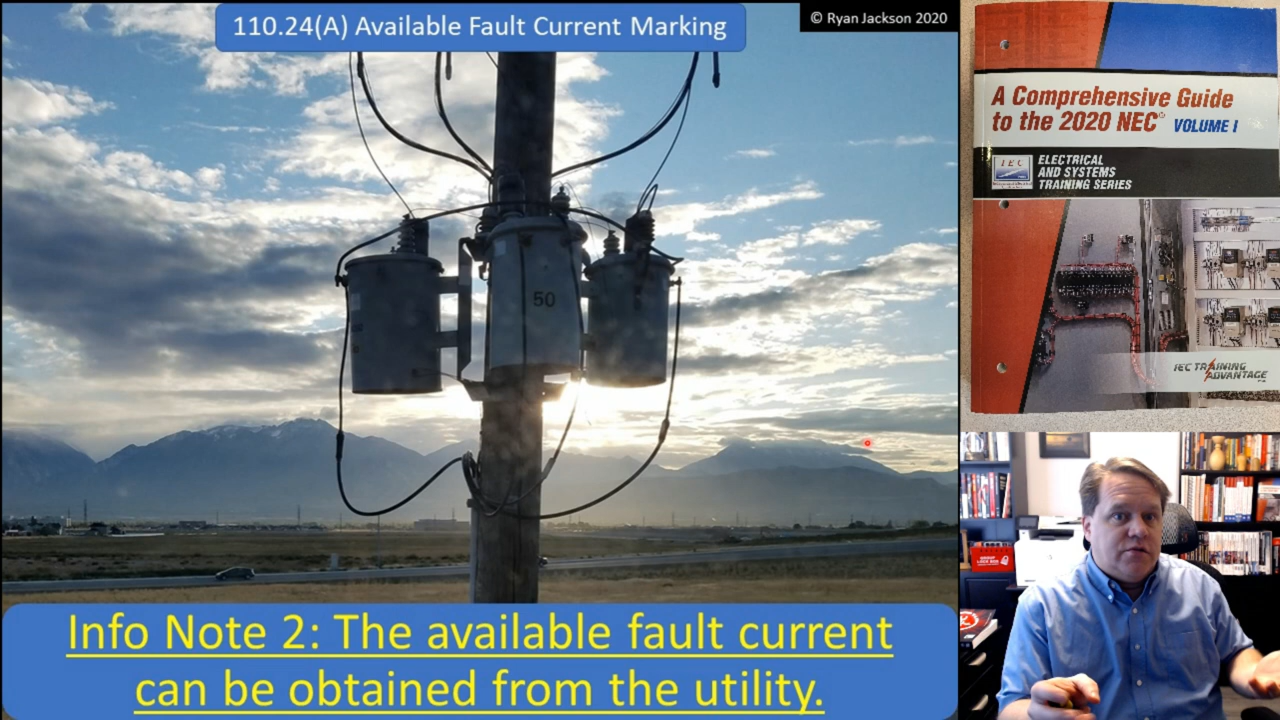 110.24(A) Available Fault Current Marking
© Ryan Jackson 2020
50
Info Note 2: The available fault current
can be obtained from the utility.
A Comprehensive Guide
to the 2020 NEC® VOLUME I
IEC
ELECTRICAL
AND SYSTEMS
TRAINING SERIES
IEC TRAINING
ADVANTAGE